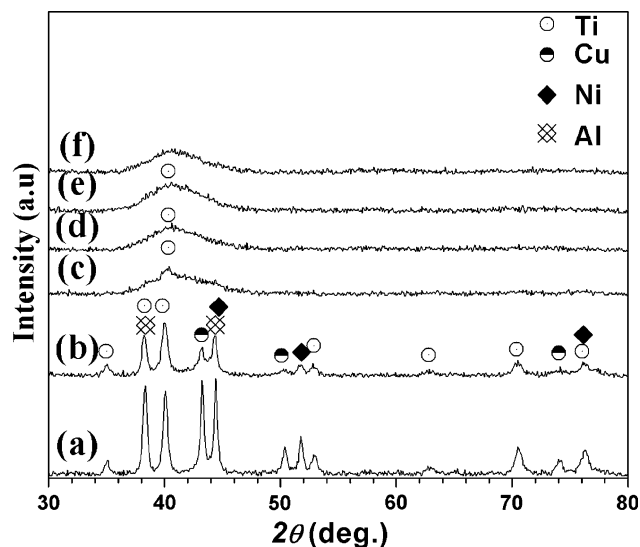 Ti
Cu
Ni
Al
(f)
(e)
(d)
(c)
(b)
(a)
Intensity (a.u)
30 40 50 60 70 80
2θ (deg.)